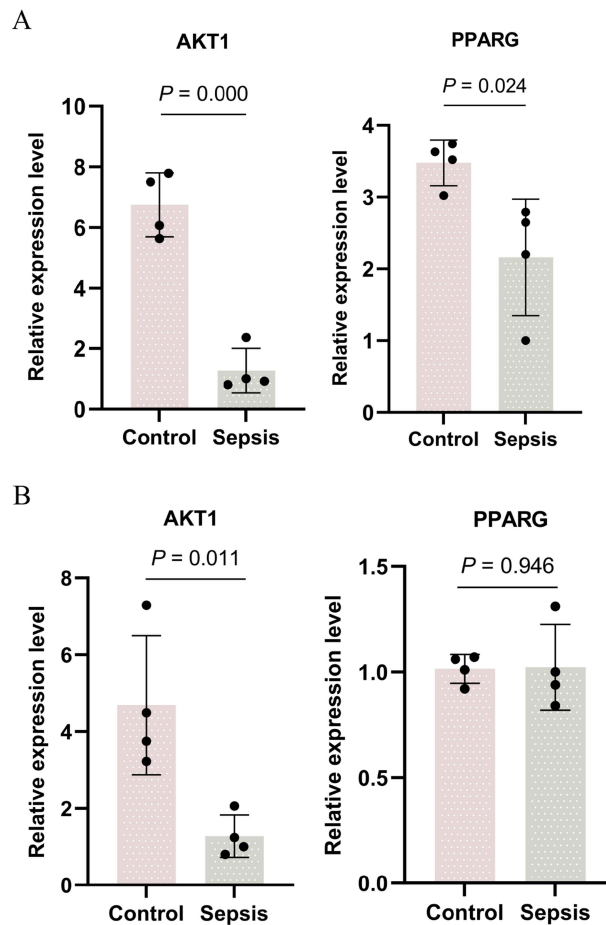 A
AKT1
P = 0.000
Relative expression level
10
8
6
4
2
0
Control Sepsis
PPARG
P = 0.024
Relative expression level
4
3
2
1
0
Control Sepsis
B
AKT1
P = 0.011
Relative expression level
8
6
4
2
0
Control Sepsis
PPARG
P = 0.946
Relative expression level
1.5
1.0
0.5
0.0
Control Sepsis